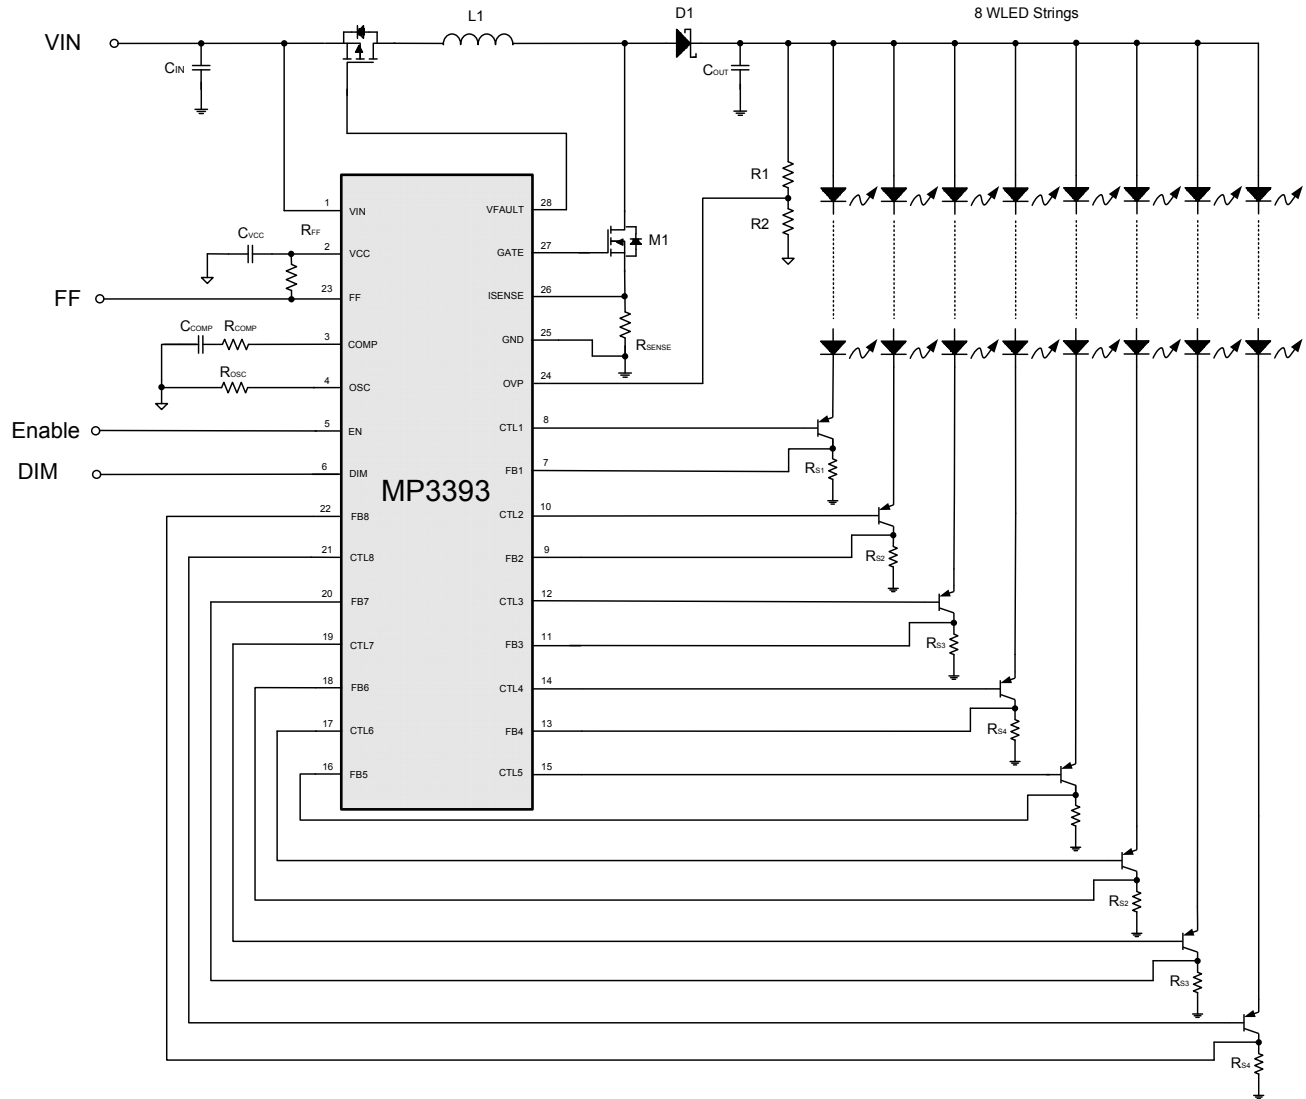 L1
D1
8 WLED Strings
VIN
CIN
COUT
R1
R2
1
VIN
VFAULT
28
CVCC
RFF
2
VCC
GATE
27
M1
FF
23
FF
ISENSE
26
CCOMP
RCOMP
3
COMP
GND
25
RSENSE
ROSC
4
OSC
OVP
24
Enable
5
EN
CTL1
8
DIM
6
DIM
FB1
7
RS1
MP3393
22
FB8
CTL2
10
21
CTL8
FB2
9
RS2
20
FB7
CTL3
12
19
CTL7
FB3
11
RS3
18
FB6
CTL4
14
17
CTL6
FB4
13
RS4
16
FB5
CTL5
15
RS2
RS3
RS4